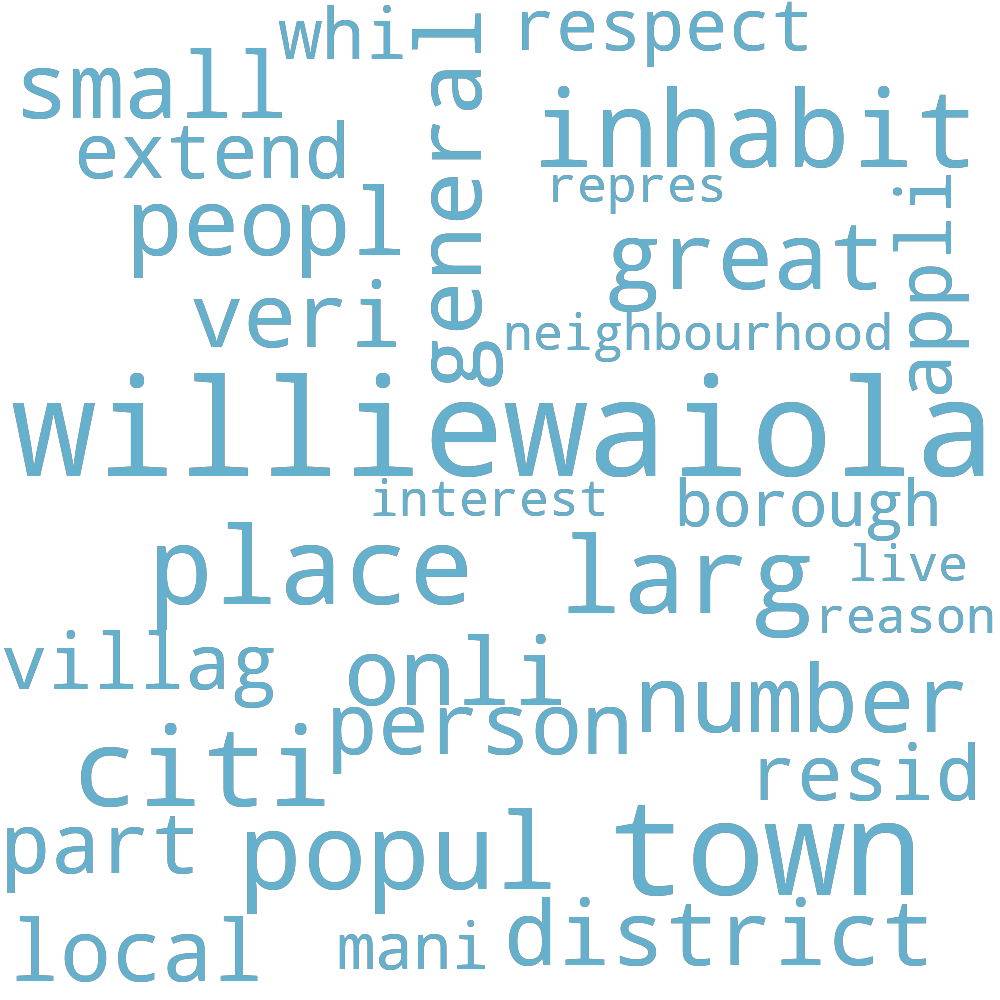 whi
respect
small
general
inhabit
extend
repres
appli
peopl
great
veri
neighbourhood
williewaiola
interest
borough
place
larg
live
reason
villag
onli
number
person
citi
resid
part
popul
town
local
mani
district